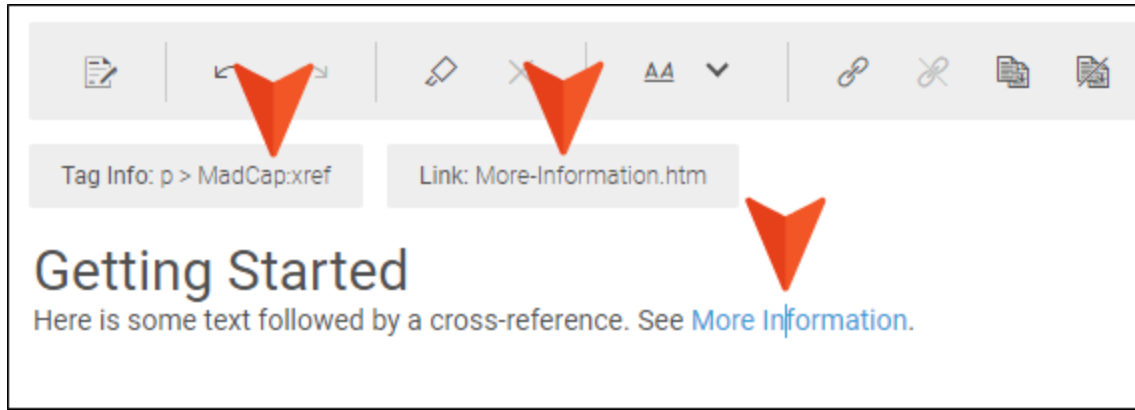 AA
Tag Info: p > MadCap:xref
Link: More-Information.htm
Getting Started
Here is some text followed by a cross-reference. See More Information.